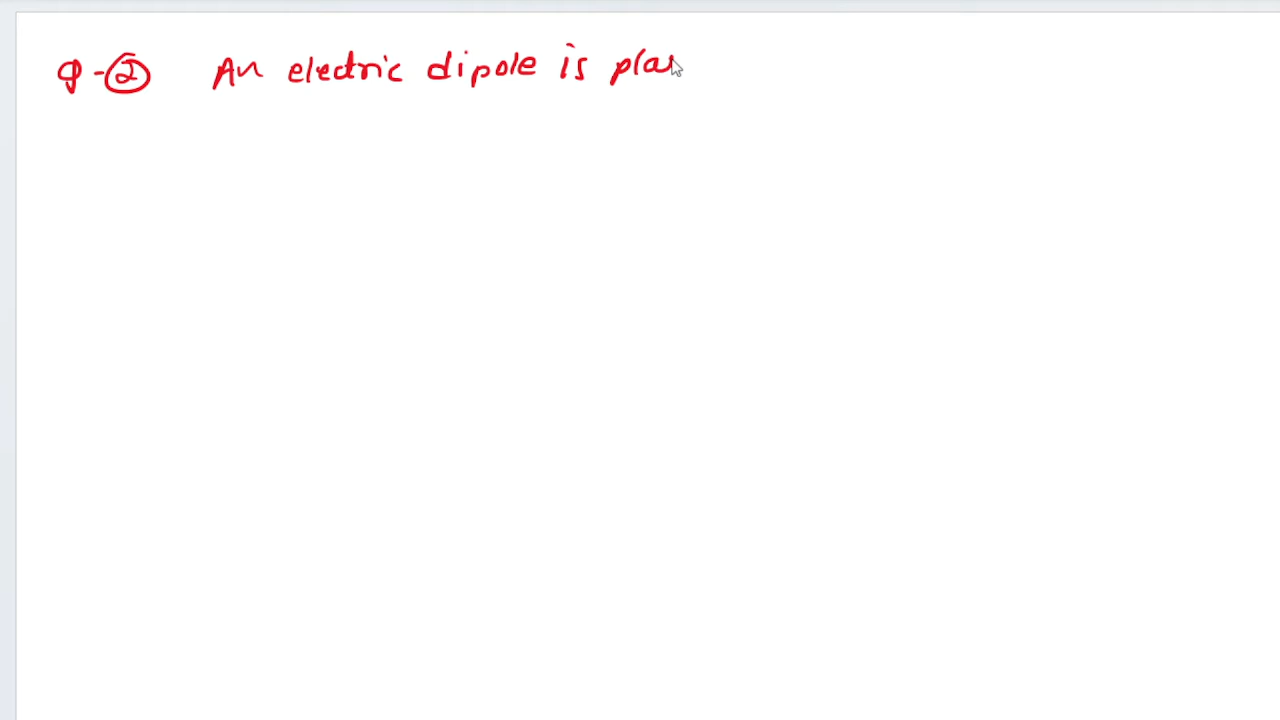 Q-② An electric dipole is pla